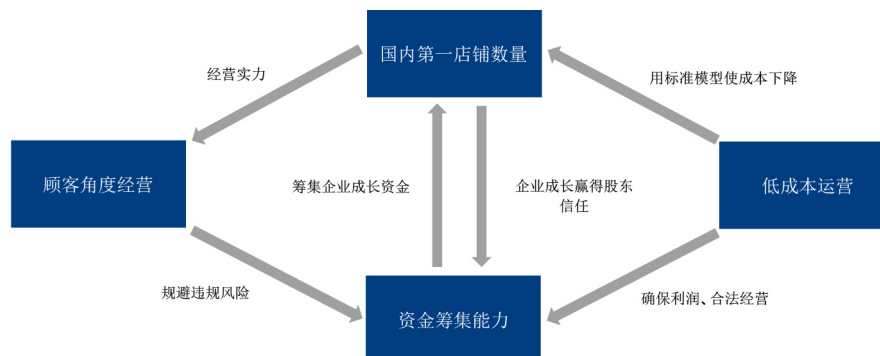 国内第一店铺数量
经营实力
用标准模型使成本下降
顾客角度经营
筹集企业成长资金
企业成长赢得股东
信任
低成本运营
规避违规风险
确保利润、合法经营
资金筹集能力